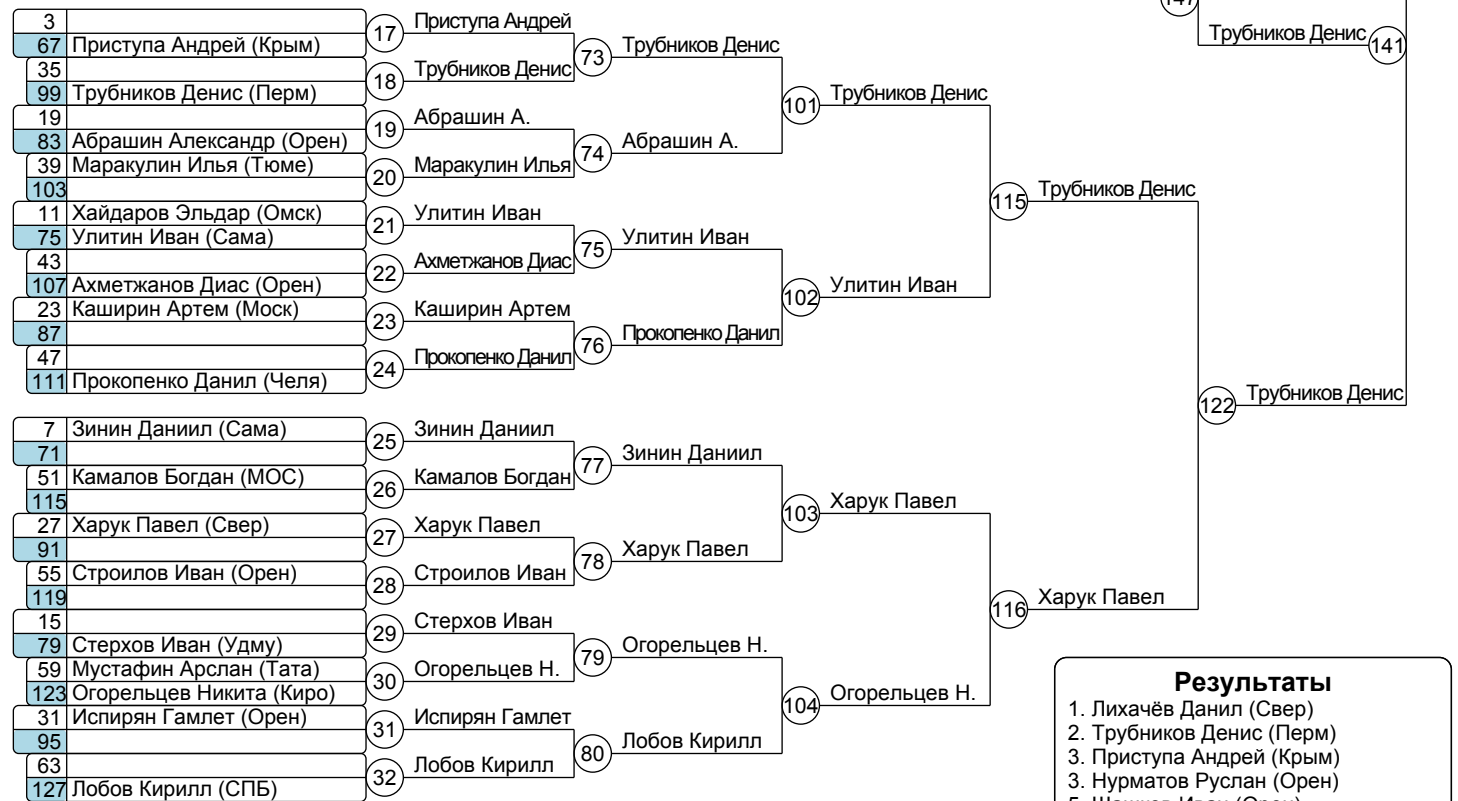 147
Трубников Денис
141
3
67 Приступа Андрей (Крым)
35
99 Трубников Денис (Перм)
19
83 Абрашин Александр (Орен)
39 Маракулин Илья (Тюме)
103
11 Хайдаров Эльдар (Омск)
75 Улитин Иван (Сама)
43
107 Ахметжанов Диас (Орен)
23 Каширин Артем (Моск)
87
47
111 Прокопенко Данил (Челя)
7 Зинин Даниил (Сама)
71
51 Камалов Богдан (МОС)
115
27 Харук Павел (Свер)
91
55 Строилов Иван (Орен)
119
15
79 Стерхов Иван (Удму)
59 Мустафин Арслан (Тата)
123 Огорельцев Никита (Киро)
31 Испирян Гамлет (Орен)
95
63
127 Лобов Кирилл (СПБ)
17 Приступа Андрей
18 Трубников Денис
19 Абрашин А.
20 Маракулин Илья
21 Улитин Иван
22 Ахметжанов Диас
23 Каширин Артем
24 Прокопенко Данил
25 Зинин Даниил
26 Камалов Богдан
27 Харук Павел
28 Строилов Иван
29 Стерхов Иван
30 Огорельцев Н.
31 Испирян Гамлет
32 Лобов Кирилл
73 Трубников Денис
74 Абрашин А.
75 Улитин Иван
76 Прокопенко Данил
77 Зинин Даниил
78 Харук Павел
79 Огорельцев Н.
80 Лобов Кирилл
101 Трубников Денис
102 Улитин Иван
103 Харук Павел
104 Огорельцев Н.
115 Трубников Денис
116 Харук Павел
122 Трубников Денис
Результаты
1. Лихачёв Данил (Свер)
2. Трубников Денис (Перм)
3. Приступа Андрей (Крым)
3. Нурматов Руслан (Орен)